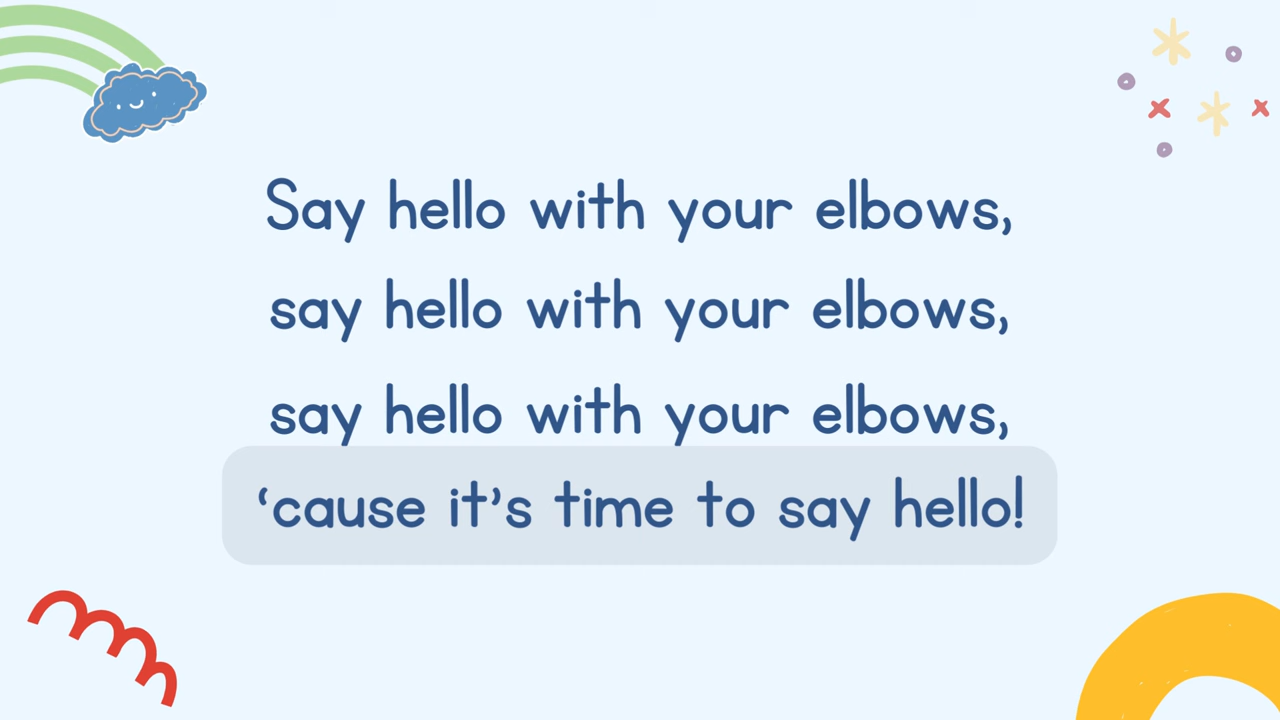 Say hello with your elbows,
say hello with your elbows,
say hello with your elbows,
‘cause it’s time to say hello!